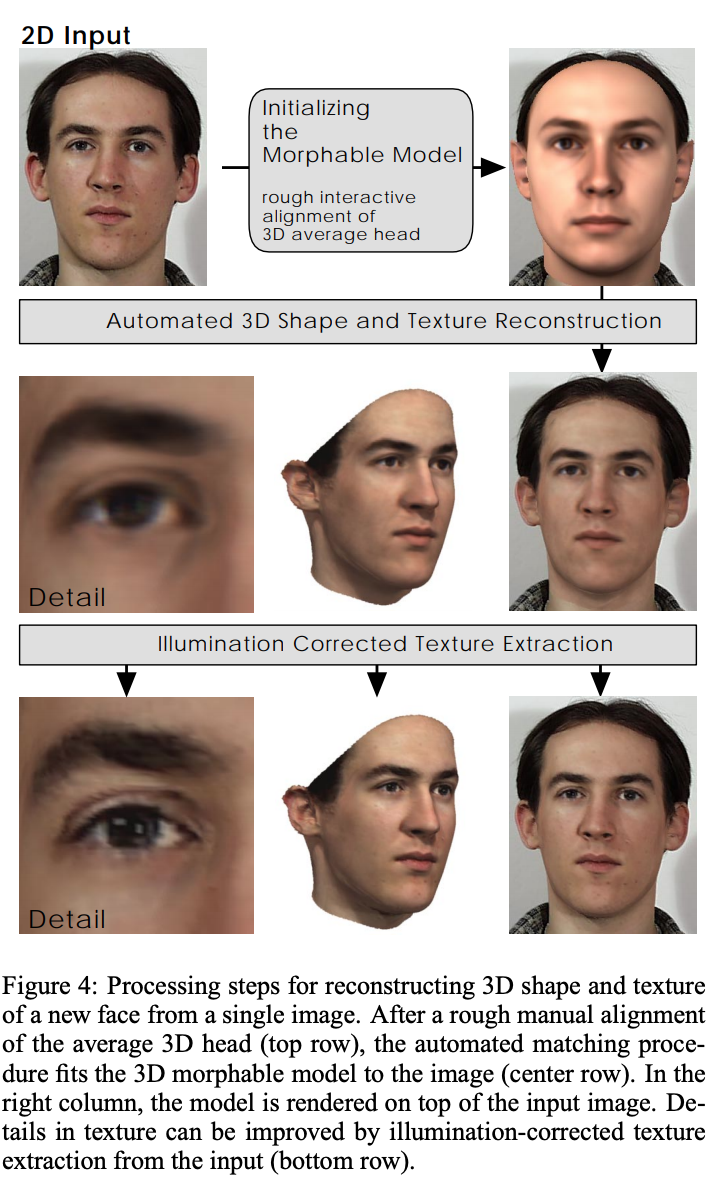 2D Input
Initializing
the
Morphable Model
rough interactive
alignment of
3D average head
Automated 3D Shape and Texture Reconstruction
Detail
Illumination Corrected Texture Extraction
Detail
Figure 4: Processing steps for reconstructing 3D shape and texture
of a new face from a single image. After a rough manual alignment
of the average 3D head (top row), the automated matching proce-
dure fits the 3D morphable model to the image (center row). In the
right column, the model is rendered on top of the input image. De-
tails in texture can be improved by illumination-corrected texture
extraction from the input (bottom row).